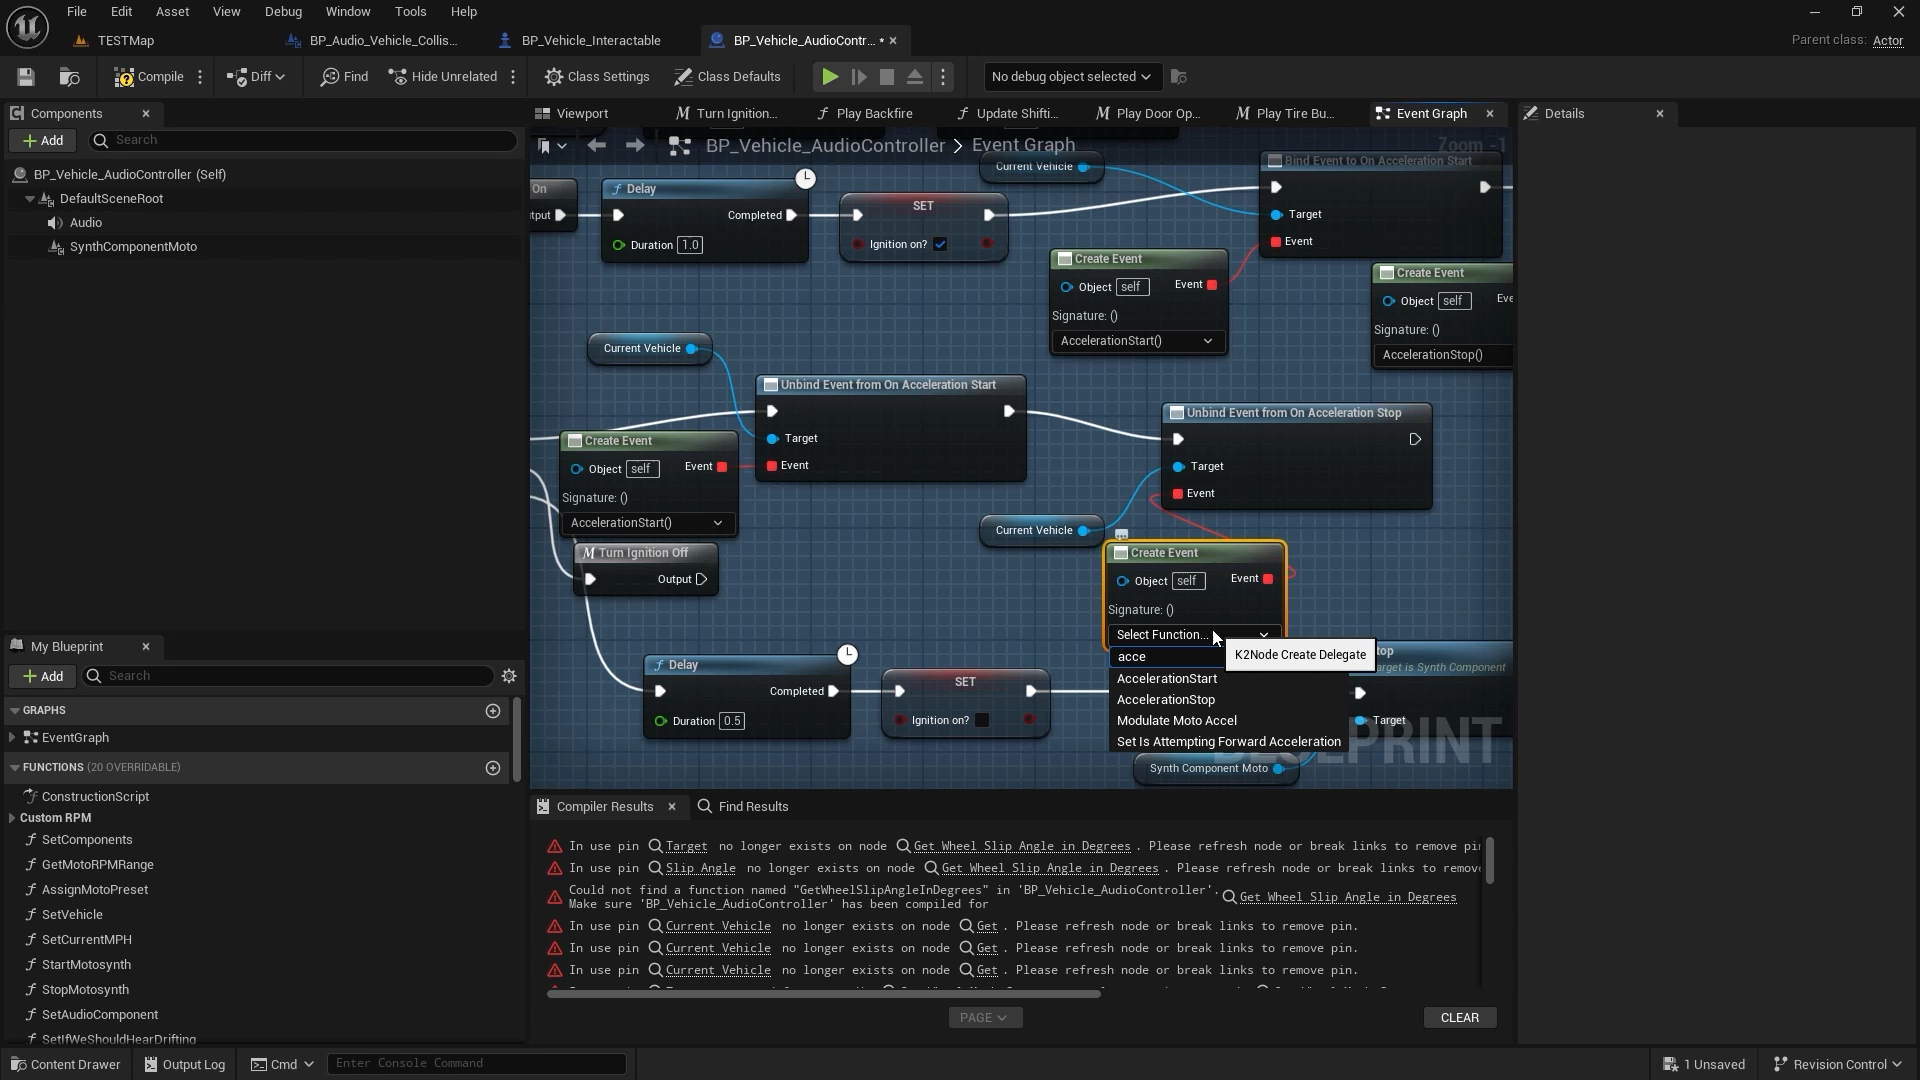 File Edit Asset View Debug Window Tools Help
TESTMap BP_Audio_Vehicle_Collis... BP_Vehicle_Interactable BP_Vehicle_AudioContr... • Parent class: Actor
Compile Diff Find Hide Unrelated Class Settings Class Defaults No debug object selected
Components
Add Search
BP_Vehicle_AudioController (Self)
DefaultSceneRoot
Audio
SynthComponentMoto
My Blueprint
Add Search
GRAPHS
EventGraph
FUNCTIONS (20 OVERRIDABLE)
ConstructionScript
Custom RPM
SetComponents
GetMotoRPMRange
AssignMotoPreset
SetVehicle
SetCurrentMPH
StartMotosynth
StopMotosynth
SetAudioComponent
SetIfWeShouldHearDrifting
Viewport Turn Ignition... Play Backfire Update Shifti... Play Door Op... Play Tire Bu... Event Graph Details
BP_Vehicle_AudioController > Event Graph Zoom -1
Current Vehicle
Bind Event to On Acceleration Start
Target
Event
On
tput
Delay
Completed
Duration 1.0
SET
Ignition on?
Create Event
Object self Event
Signature: ()
AccelerationStart()
Create Event
Object self Eve
Signature: ()
AccelerationStop()
Current Vehicle
Unbind Event from On Acceleration Start
Target
Event
Unbind Event from On Acceleration Stop
Target
Event
Create Event
Object self Event
Signature: ()
AccelerationStart()
Current Vehicle
Turn Ignition Off
Output
Create Event
Object self Event
Signature: ()
Select Function...
K2Node Create Delegate
acce
AccelerationStart
AccelerationStop
Modulate Moto Accel
Set Is Attempting Forward Acceleration
top
arget is Synth Component
Target
Delay
Completed
Duration 0.5
SET
Ignition on?
Synth Component Moto
BLUEPRINT
Compiler Results Find Results
In use pin Target no longer exists on node Get Wheel Slip Angle in Degrees . Please refresh node or break links to remove pi
In use pin Slip Angle no longer exists on node Get Wheel Slip Angle in Degrees . Please refresh node or break links to remov
Could not find a function named "GetWheelSlipAngleInDegrees" in 'BP_Vehicle_AudioController'.
Make sure 'BP_Vehicle_AudioController' has been compiled for Get Wheel Slip Angle in Degrees
In use pin Current Vehicle no longer exists on node Get . Please refresh node or break links to remove pin.
In use pin Current Vehicle no longer exists on node Get . Please refresh node or break links to remove pin.
In use pin Current Vehicle no longer exists on node Get . Please refresh node or break links to remove pin.
PAGE CLEAR
Content Drawer Output Log Cmd Enter Console Command 1 Unsaved Revision Control